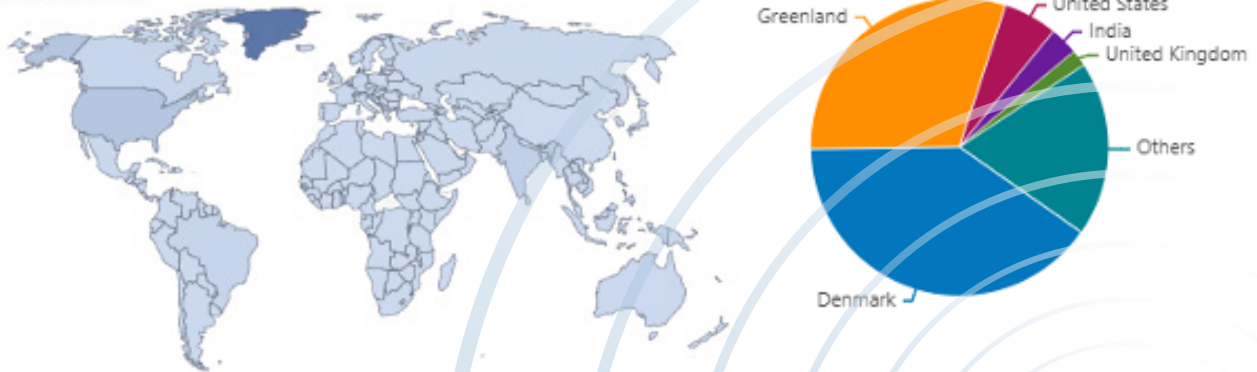 United States
Greenland
India
United Kingdom
Others
Denmark